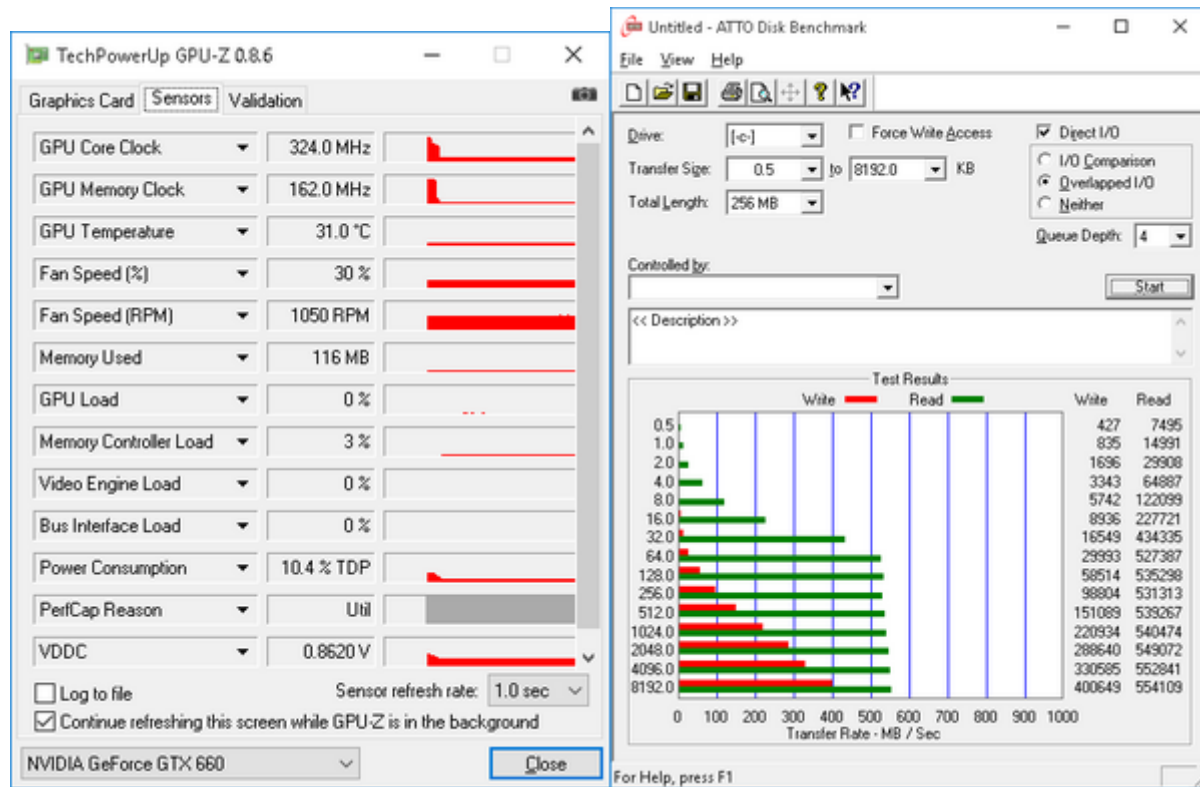 TechPowerUp GPU-Z 0.8.6
Graphics Card Sensors Validation
GPU Core Clock 324.0 MHz
GPU Memory Clock 162.0 MHz
GPU Temperature 31.0 °C
Fan Speed (%) 30 %
Fan Speed (RPM) 1050 RPM
Memory Used 116 MB
GPU Load 0 %
Memory Controller Load 3 %
Video Engine Load 0 %
Bus Interface Load 0 %
Power Consumption 10.4 % TDP
PerfCap Reason Util
VDDC 0.8620 V
Log to file Sensor refresh rate: 1.0 sec
Continue refreshing this screen while GPU-Z is in the background
NVIDIA GeForce GTX 660 Close
Untitled - ATTO Disk Benchmark
File View Help
Drive: [-c-] Force Write Access Direct I/O
Transfer Size: 0.5 to 8192.0 KB I/O Comparison
Overlapped I/O
Total Length: 256 MB Neither
Queue Depth: 4
Controlled by:
Start
<< Description >>
Test Results
Write Read Write Read
0.5 427 7495
1.0 835 14991
2.0 1696 29908
4.0 3343 64887
8.0 5742 122099
16.0 8936 227721
32.0 16549 434335
64.0 29993 527387
128.0 58514 535298
256.0 98804 531313
512.0 151089 539267
1024.0 220934 540474
2048.0 288640 549072
4096.0 330585 552841
8192.0 400649 554109
0 100 200 300 400 500 600 700 800 900 1000
Transfer Rate - MB / Sec
For Help, press F1